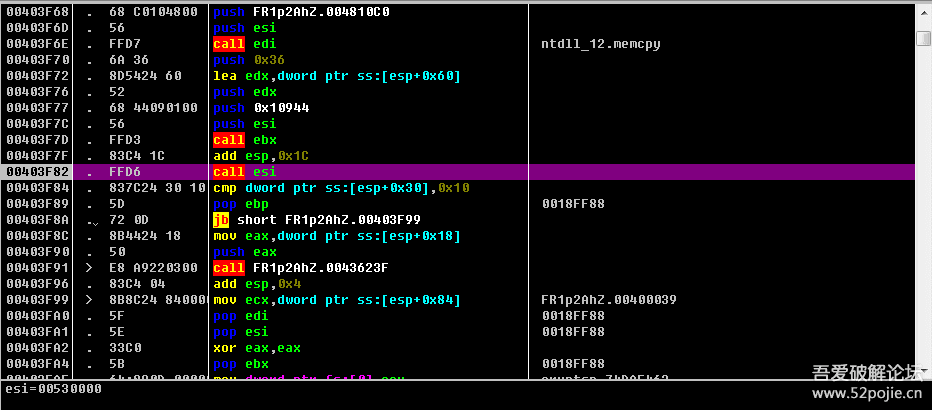 00403F68 . 68 C0104800 push FR1p2AhZ.004810C0
00403F6D . 56 push esi
00403F6E . FFD7 call edi ntdll_12.memcpy
00403F70 . 6A 36 push 0x36
00403F72 . 8D5424 60 lea edx,dword ptr ss:[esp+0x60]
00403F76 . 52 push edx
00403F77 . 68 44090100 push 0x10944
00403F7C . 56 push esi
00403F7D . FFD3 call ebx
00403F7F . 83C4 1C add esp,0x1C
00403F82 . FFD6 call esi
00403F84 . 837C24 30 10 cmp dword ptr ss:[esp+0x30],0x10
00403F89 . 5D pop ebp 0018FF88
00403F8A . 72 0D jb short FR1p2AhZ.00403F99
00403F8C . 8B4424 18 mov eax,dword ptr ss:[esp+0x18]
00403F90 . 50 push eax
00403F91 > E8 A9220300 call FR1p2AhZ.0043623F
00403F96 . 83C4 04 add esp,0x4
00403F99 > 8B8C24 84000 mov ecx,dword ptr ss:[esp+0x84] FR1p2AhZ.00400039
00403FA0 . 5F pop edi 0018FF88
00403FA1 . 5E pop esi 0018FF88
00403FA2 . 33C0 xor eax,eax
00403FA4 . 5B pop ebx 0018FF88
esi=00530000
吾爱破解论坛
www.52pojie.cn